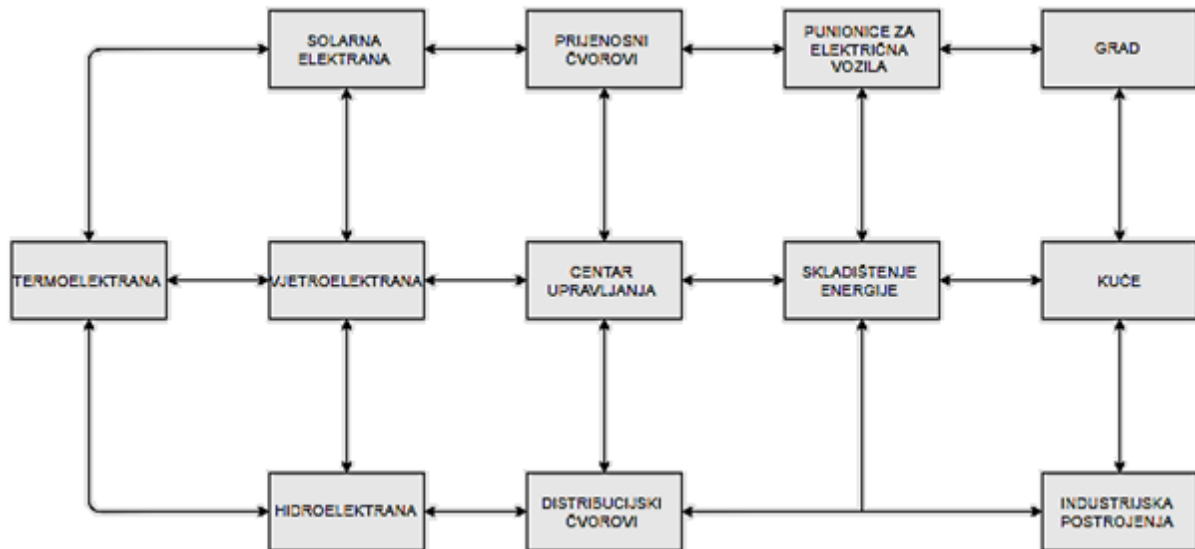 SOLARNA
ELEKTRANA
PRIJENOSNI
ČVOROVI
PUNIONICE ZA
ELEKTRIČNA
VOZILA
GRAD
TERMOELEKTRANA
VJETROELEKTRANA
CENTAR
UPRAVLJANJA
SKLADIŠTENJE
ENERGIJE
KUĆE
HIDROELEKTRANA
DISTRIBUCIJSKI
ČVOROVI
INDUSTRIJSKA
POSTROJENJA